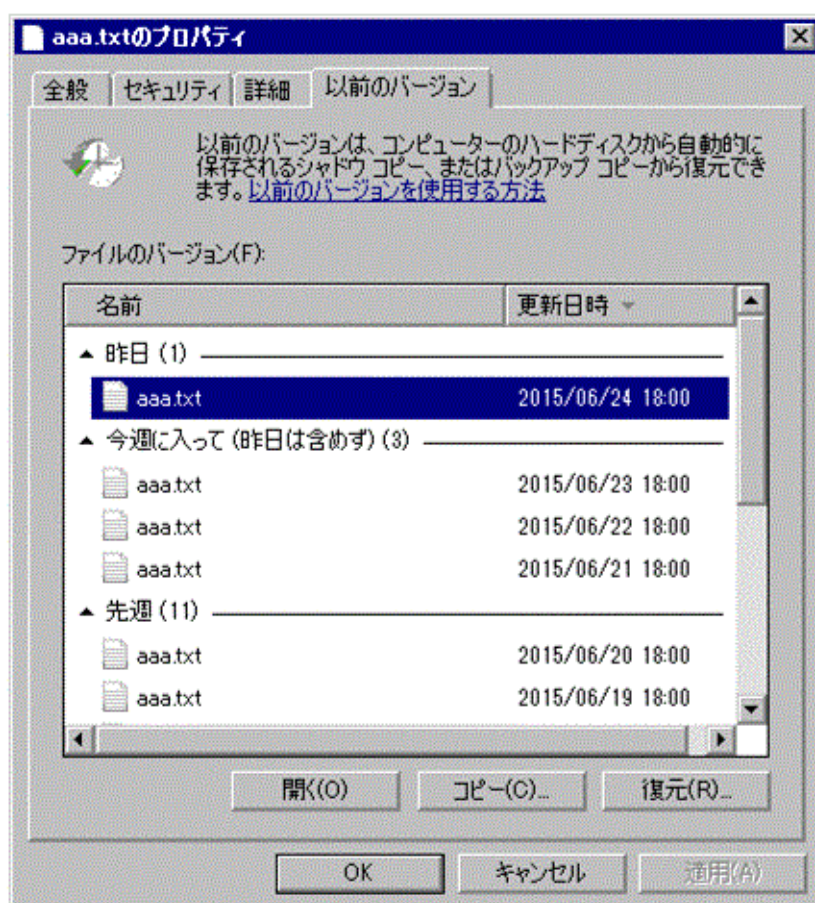 aaa.txtのプロパティ
全般 セキュリティ 詳細 以前のバージョン
以前のバージョンは、コンピューターのハードディスクから自動的に
保存されるシャドウ コピー、またはバックアップ コピーから復元でき
ます。以前のバージョンを使用する方法
ファイルのバージョン(F):
名前 更新日時
昨日 (1)
aaa.txt 2015/06/24 18:00
今週に入って (昨日は含めず) (3)
aaa.txt 2015/06/23 18:00
aaa.txt 2015/06/22 18:00
aaa.txt 2015/06/21 18:00
先週 (11)
aaa.txt 2015/06/20 18:00
aaa.txt 2015/06/19 18:00
開く(O) コピー(C)... 復元(R)...
OK キャンセル 適用(A)